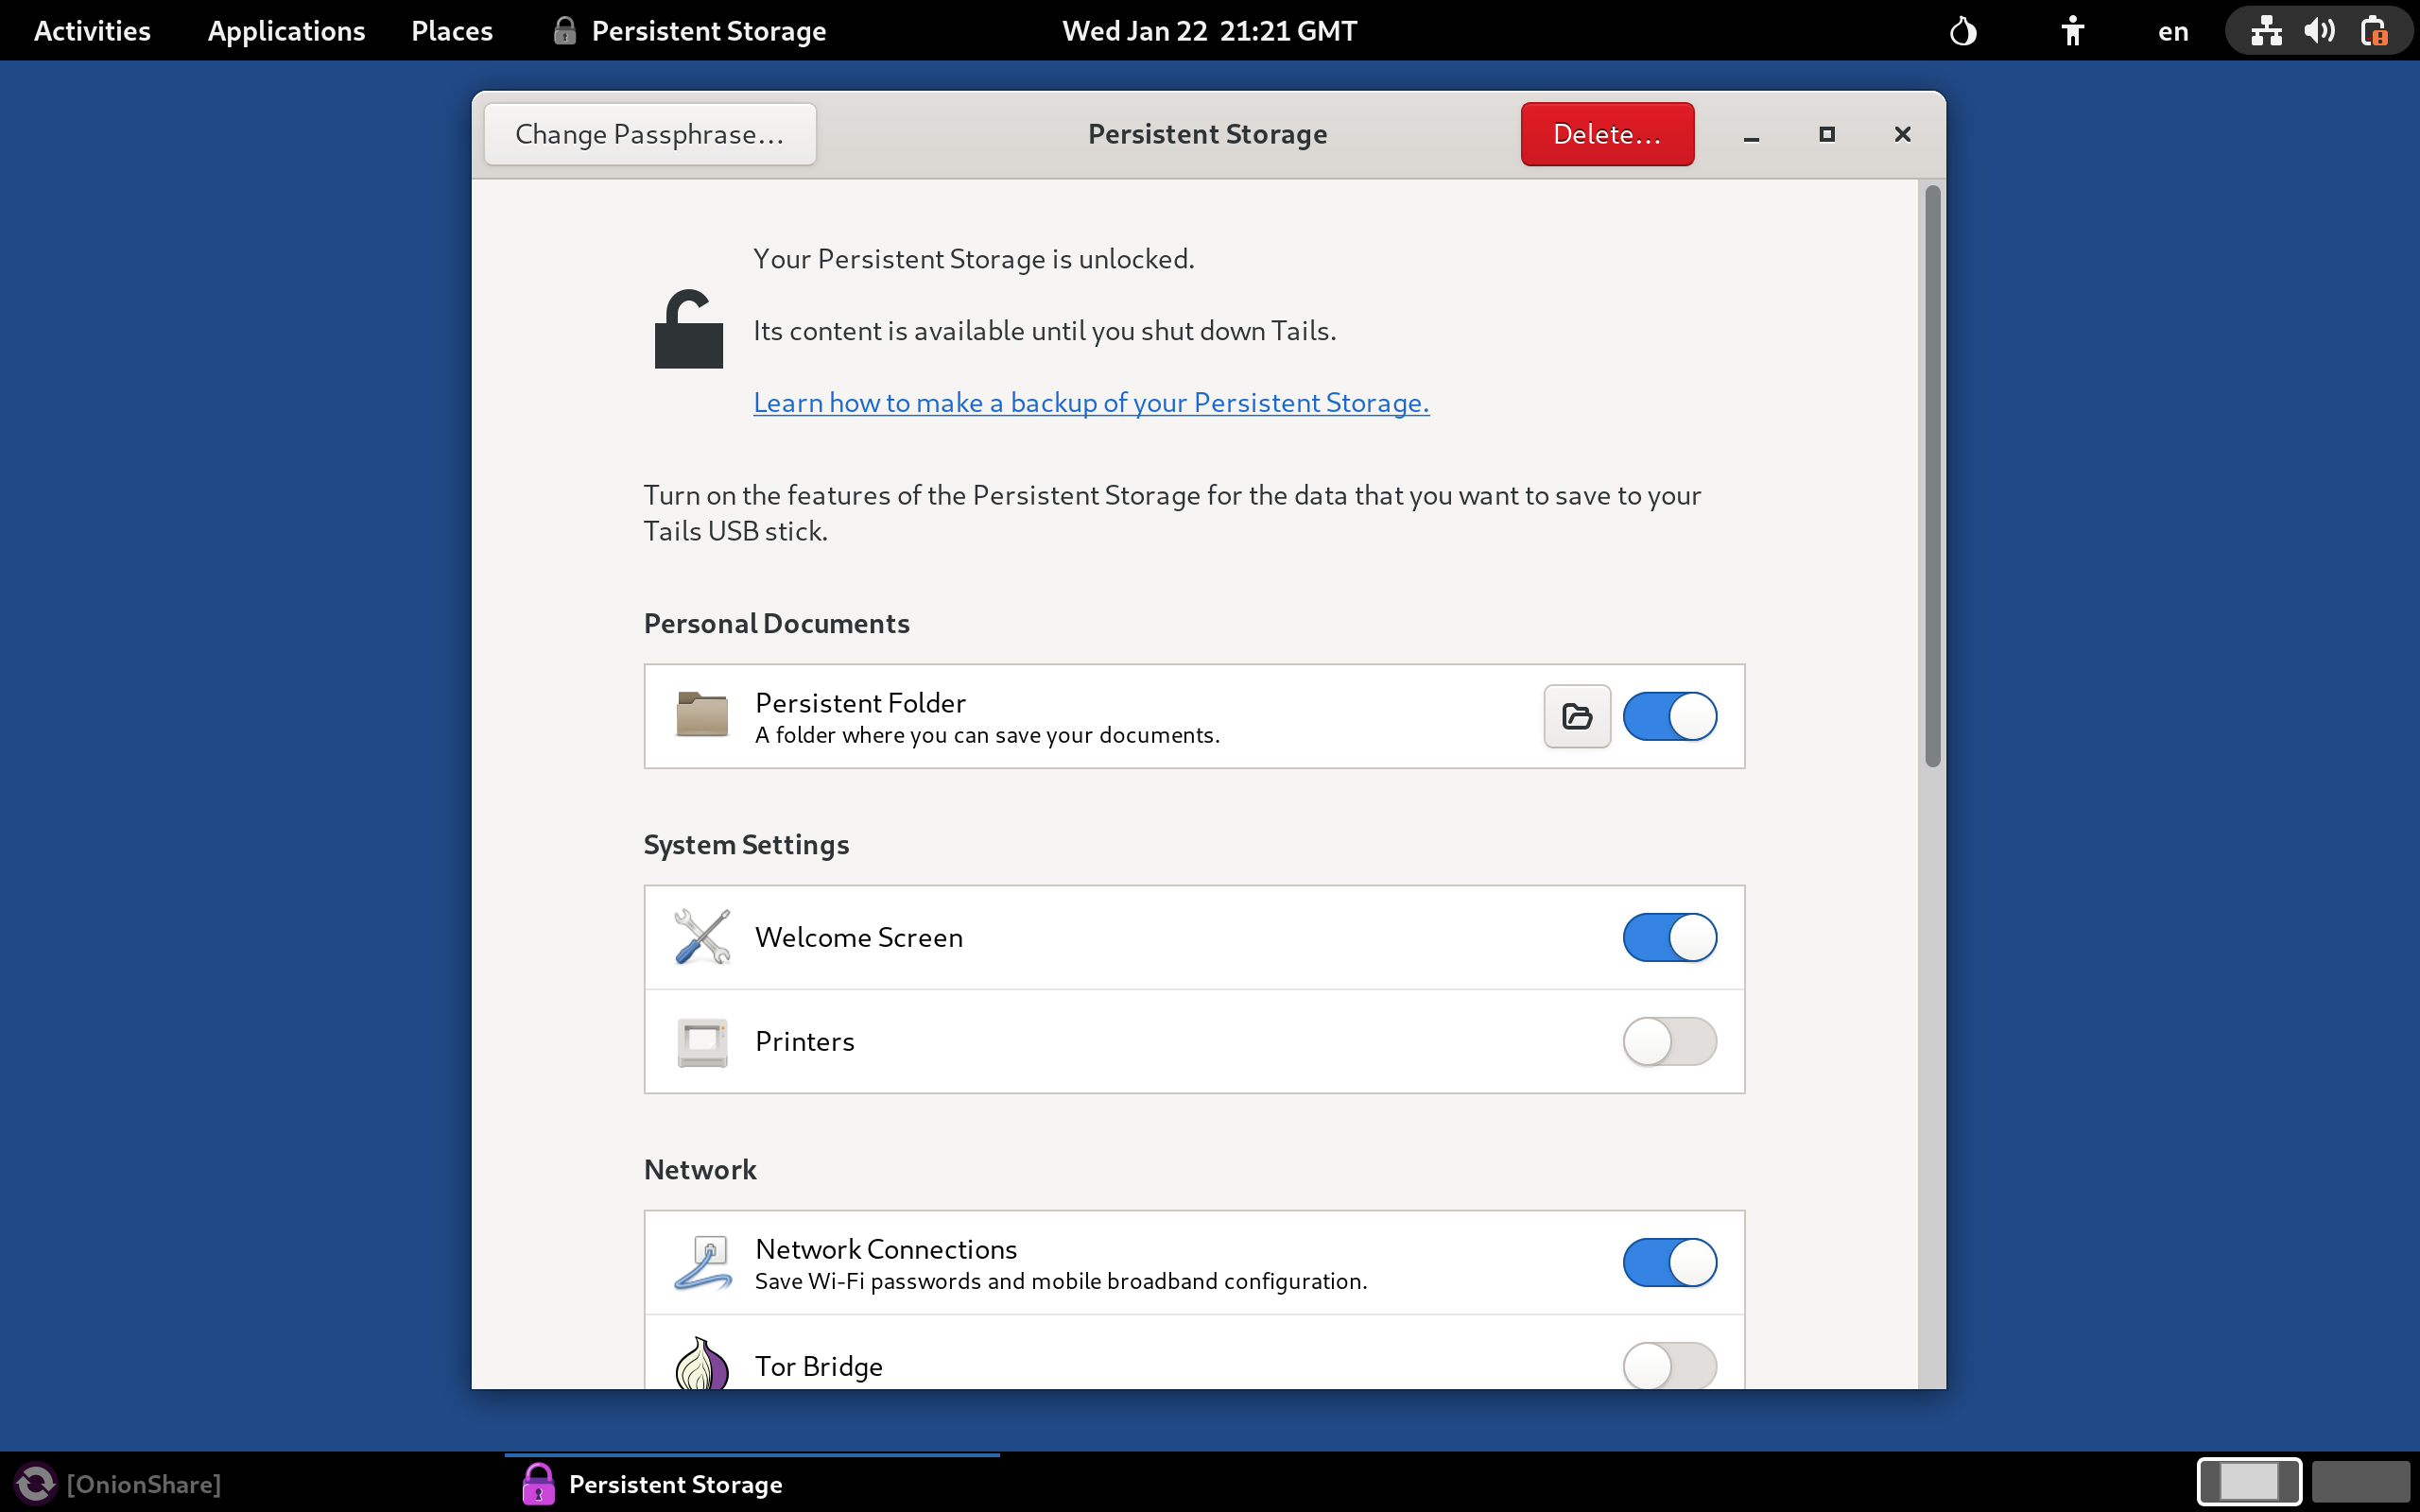 Activities Applications Places Persistent Storage Wed Jan 22 21:21 GMT en
Change Passphrase... Persistent Storage Delete...
Your Persistent Storage is unlocked.
Its content is available until you shut down Tails.
Learn how to make a backup of your Persistent Storage.
Turn on the features of the Persistent Storage for the data that you want to save to your
Tails USB stick.
Personal Documents
Persistent Folder
A folder where you can save your documents.
System Settings
Welcome Screen
Printers
Network
Network Connections
Save Wi-Fi passwords and mobile broadband configuration.
Tor Bridge
[OnionShare] Persistent Storage